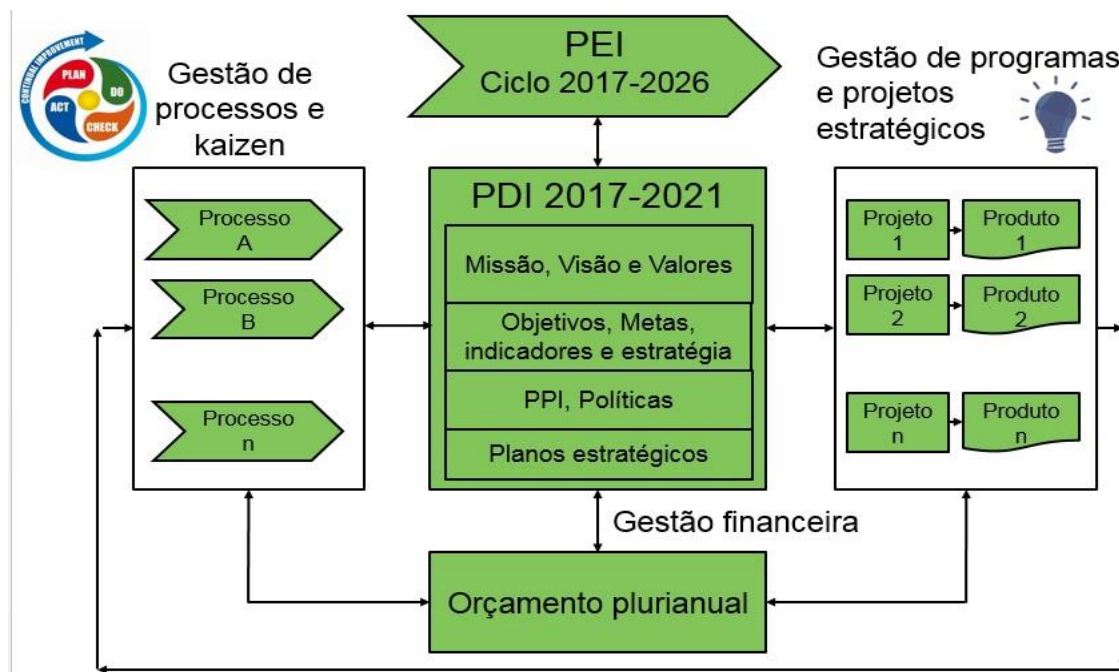 CONTINUAL IMPROVEMENT
PLAN
DO
ACT
CHECK
Gestão de
processos e
kaizen
PEI
Ciclo 2017-2026
Gestão de programas
e projetos
estratégicos
Processo
A
Processo
B
Processo
n
PDI 2017-2021
Missão, Visão e Valores
Objetivos, Metas,
indicadores e estratégia
PPI, Políticas
Planos estratégicos
Projeto
1
Produto
1
Projeto
2
Produto
2
Projeto
n
Produto
n
Gestão financeira
Orçamento plurianual